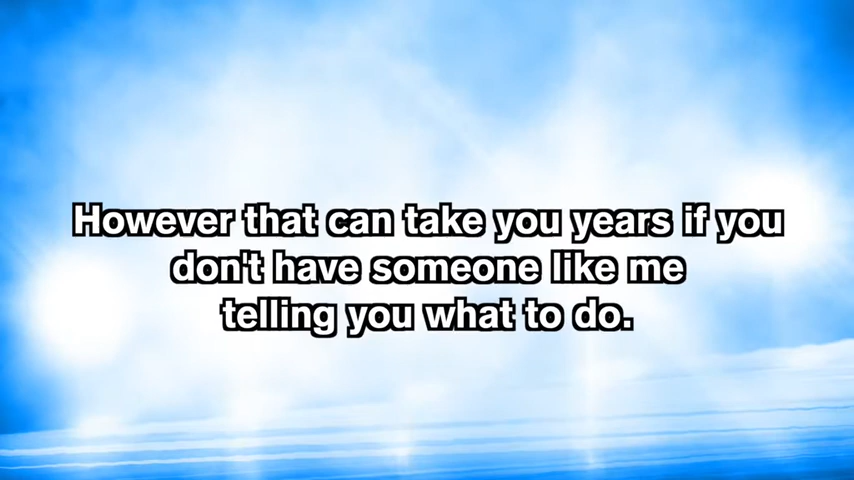 However that can take you years if you
don't have someone like me
telling you what to do.